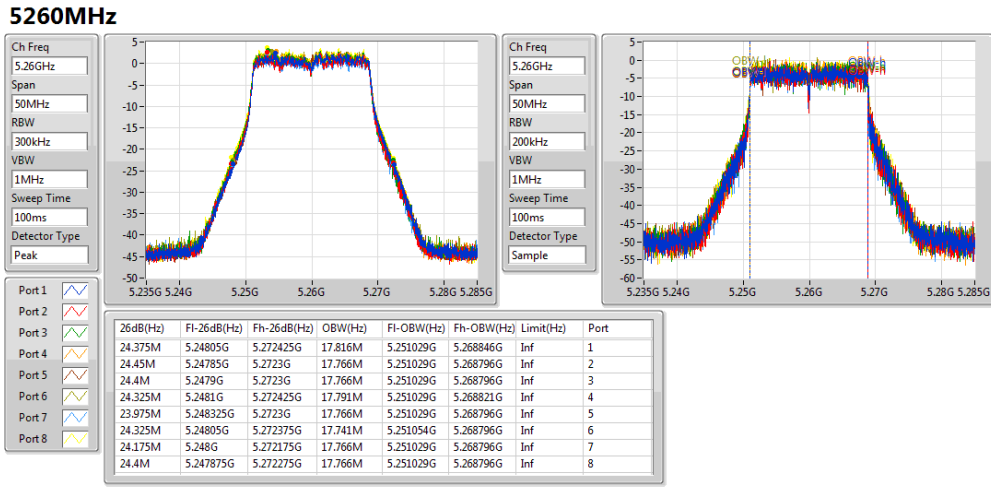 5260MHz
Ch Freq
5.26GHz
Span
50MHz
RBW
300kHz
VBW
1MHz
Sweep Time
100ms
Detector Type
Peak
5
0
-5
-10
-15
-20
-25
-30
-35
-40
-45
-50
5.235G 5.24G 5.25G 5.26G 5.27G 5.28G 5.285G
Ch Freq
5.26GHz
Span
50MHz
RBW
200kHz
VBW
1MHz
Sweep Time
100ms
Detector Type
Sample
5
0
-5
-10
-15
-20
-25
-30
-35
-40
-45
-50
-55
-60
5.235G 5.24G 5.25G 5.26G 5.27G 5.28G 5.285G
Port 1
Port 2
Port 3
Port 4
Port 5
Port 6
Port 7
Port 8
26dB(Hz) Fl-26dB(Hz) Fh-26dB(Hz) OBW(Hz) Fl-OBW(Hz) Fh-OBW(Hz) Limit(Hz) Port
24.375M 5.24805G 5.272425G 17.816M 5.251029G 5.268846G Inf 1
24.45M 5.24785G 5.2723G 17.766M 5.251029G 5.268796G Inf 2
24.4M 5.2479G 5.2723G 17.766M 5.251029G 5.268796G Inf 3
24.325M 5.2481G 5.272425G 17.791M 5.251029G 5.268821G Inf 4
23.975M 5.248325G 5.2723G 17.766M 5.251029G 5.268796G Inf 5
24.325M 5.24805G 5.272375G 17.741M 5.251054G 5.268796G Inf 6
24.175M 5.248G 5.272175G 17.766M 5.251029G 5.268796G Inf 7
24.4M 5.247875G 5.272275G 17.766M 5.251029G 5.268796G Inf 8